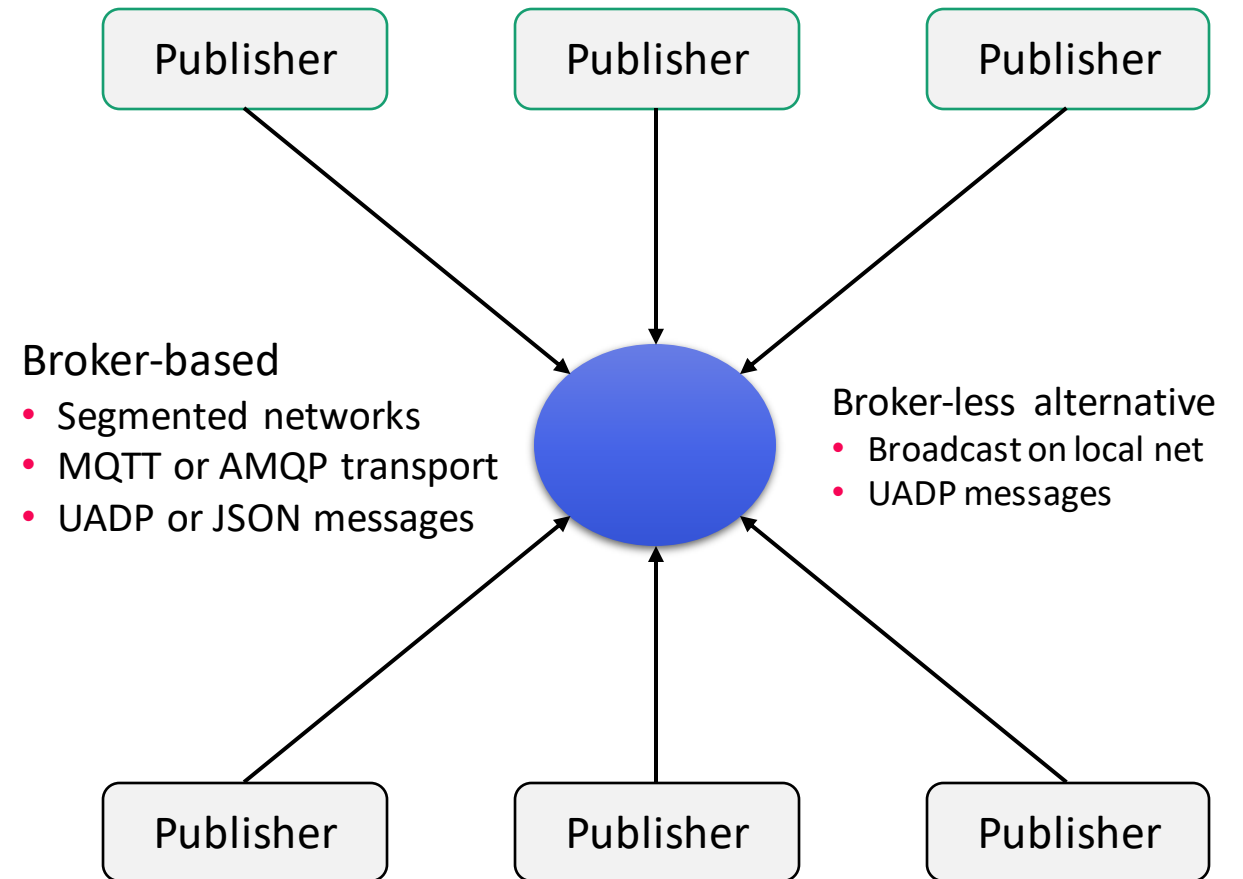 Publisher
Publisher
Publisher
Broker-based
• Segmented networks
• MQTT or AMQP transport
• UADP or JSON messages
Broker-less alternative
• Broadcast on local net
• UADP messages
Publisher
Publisher
Publisher